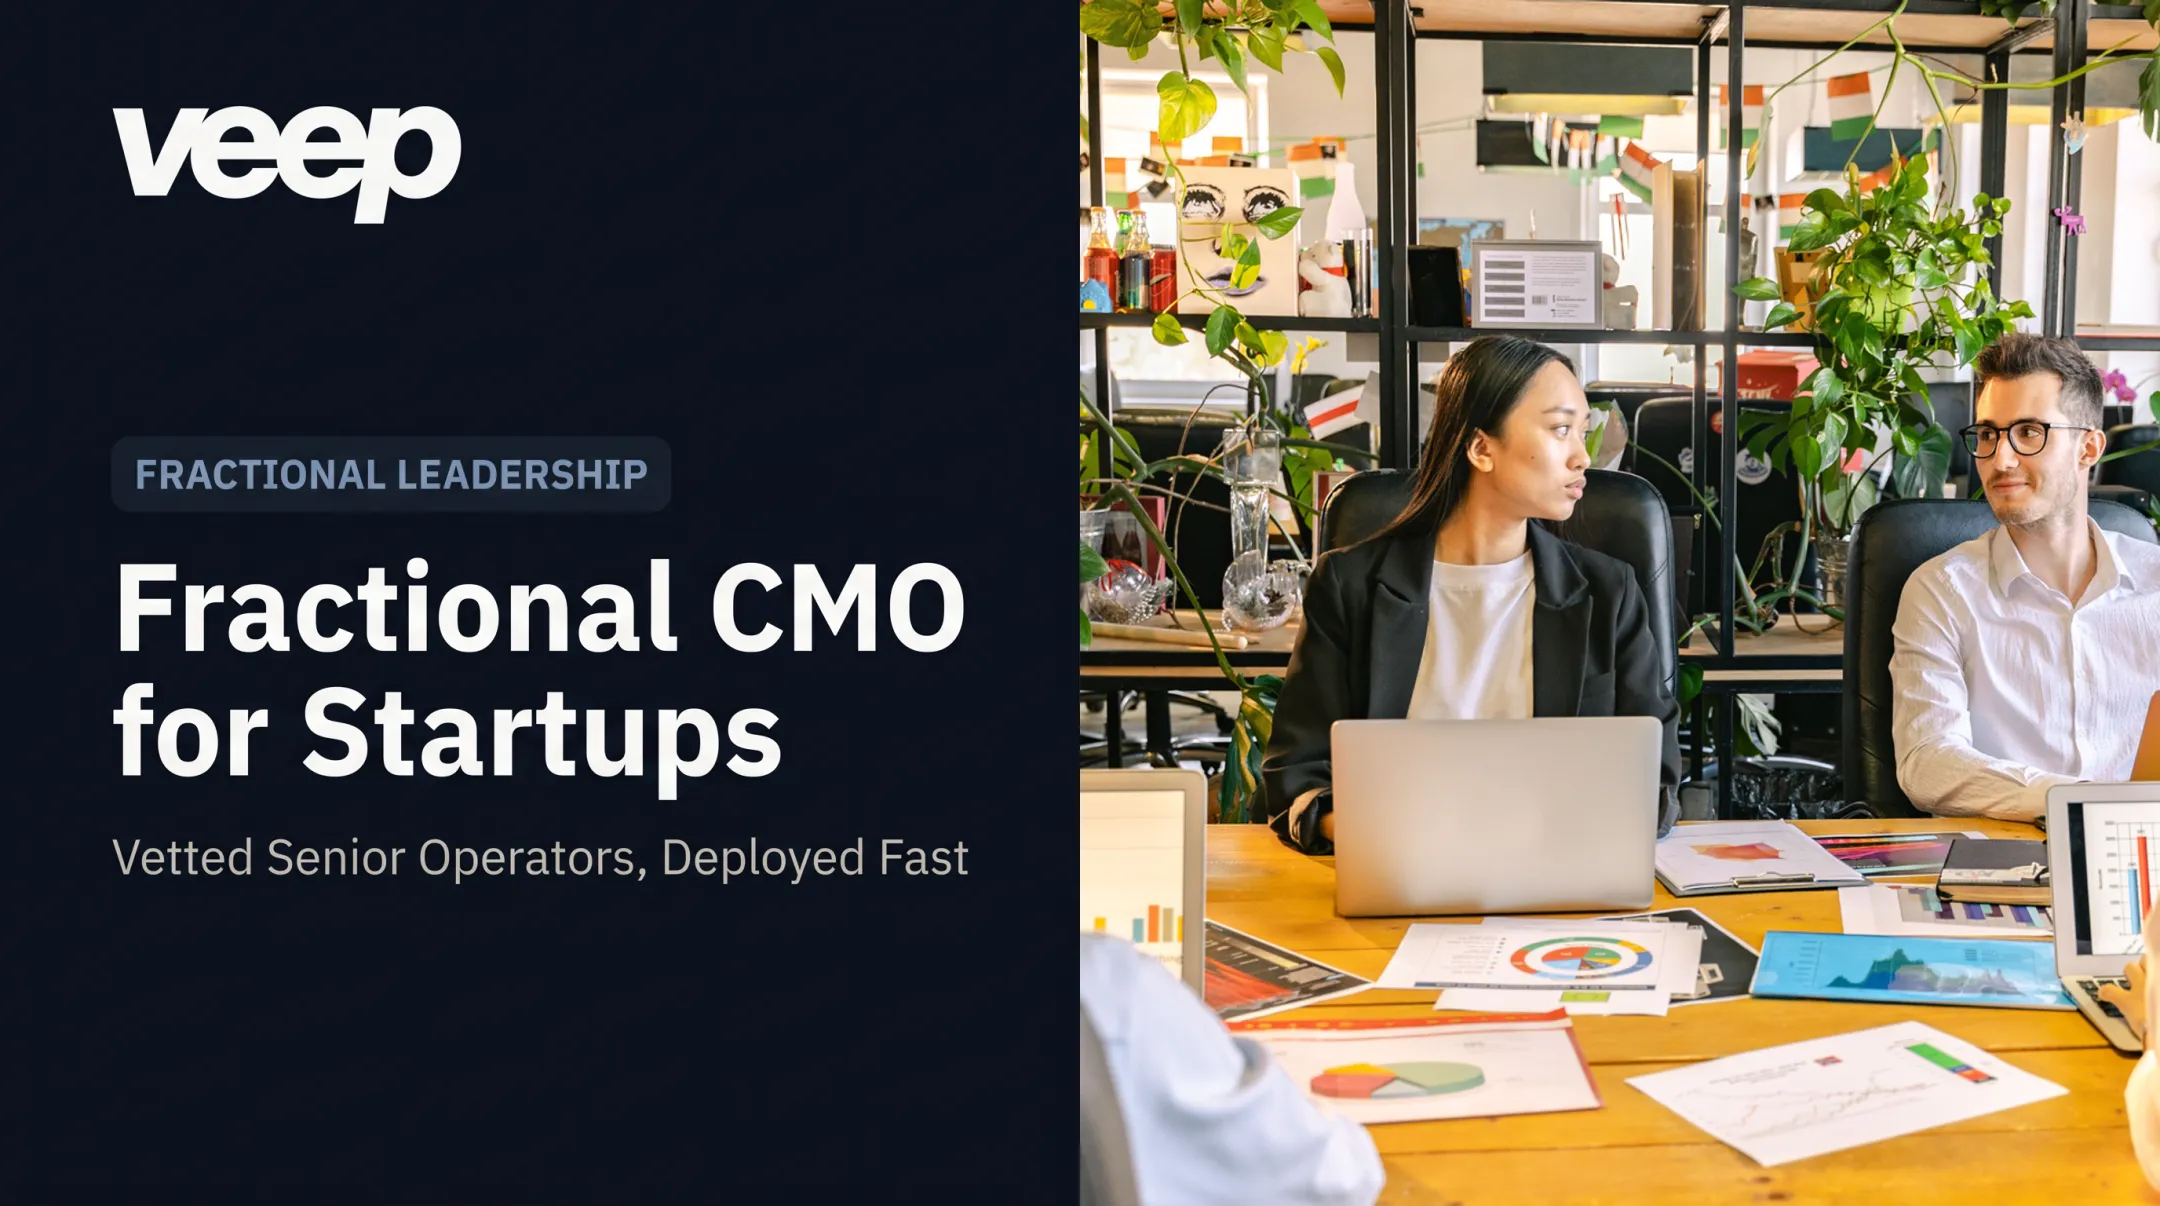 veep
FRACTIONAL LEADERSHIP
Fractional CMO
for Startups
Vetted Senior Operators, Deployed Fast